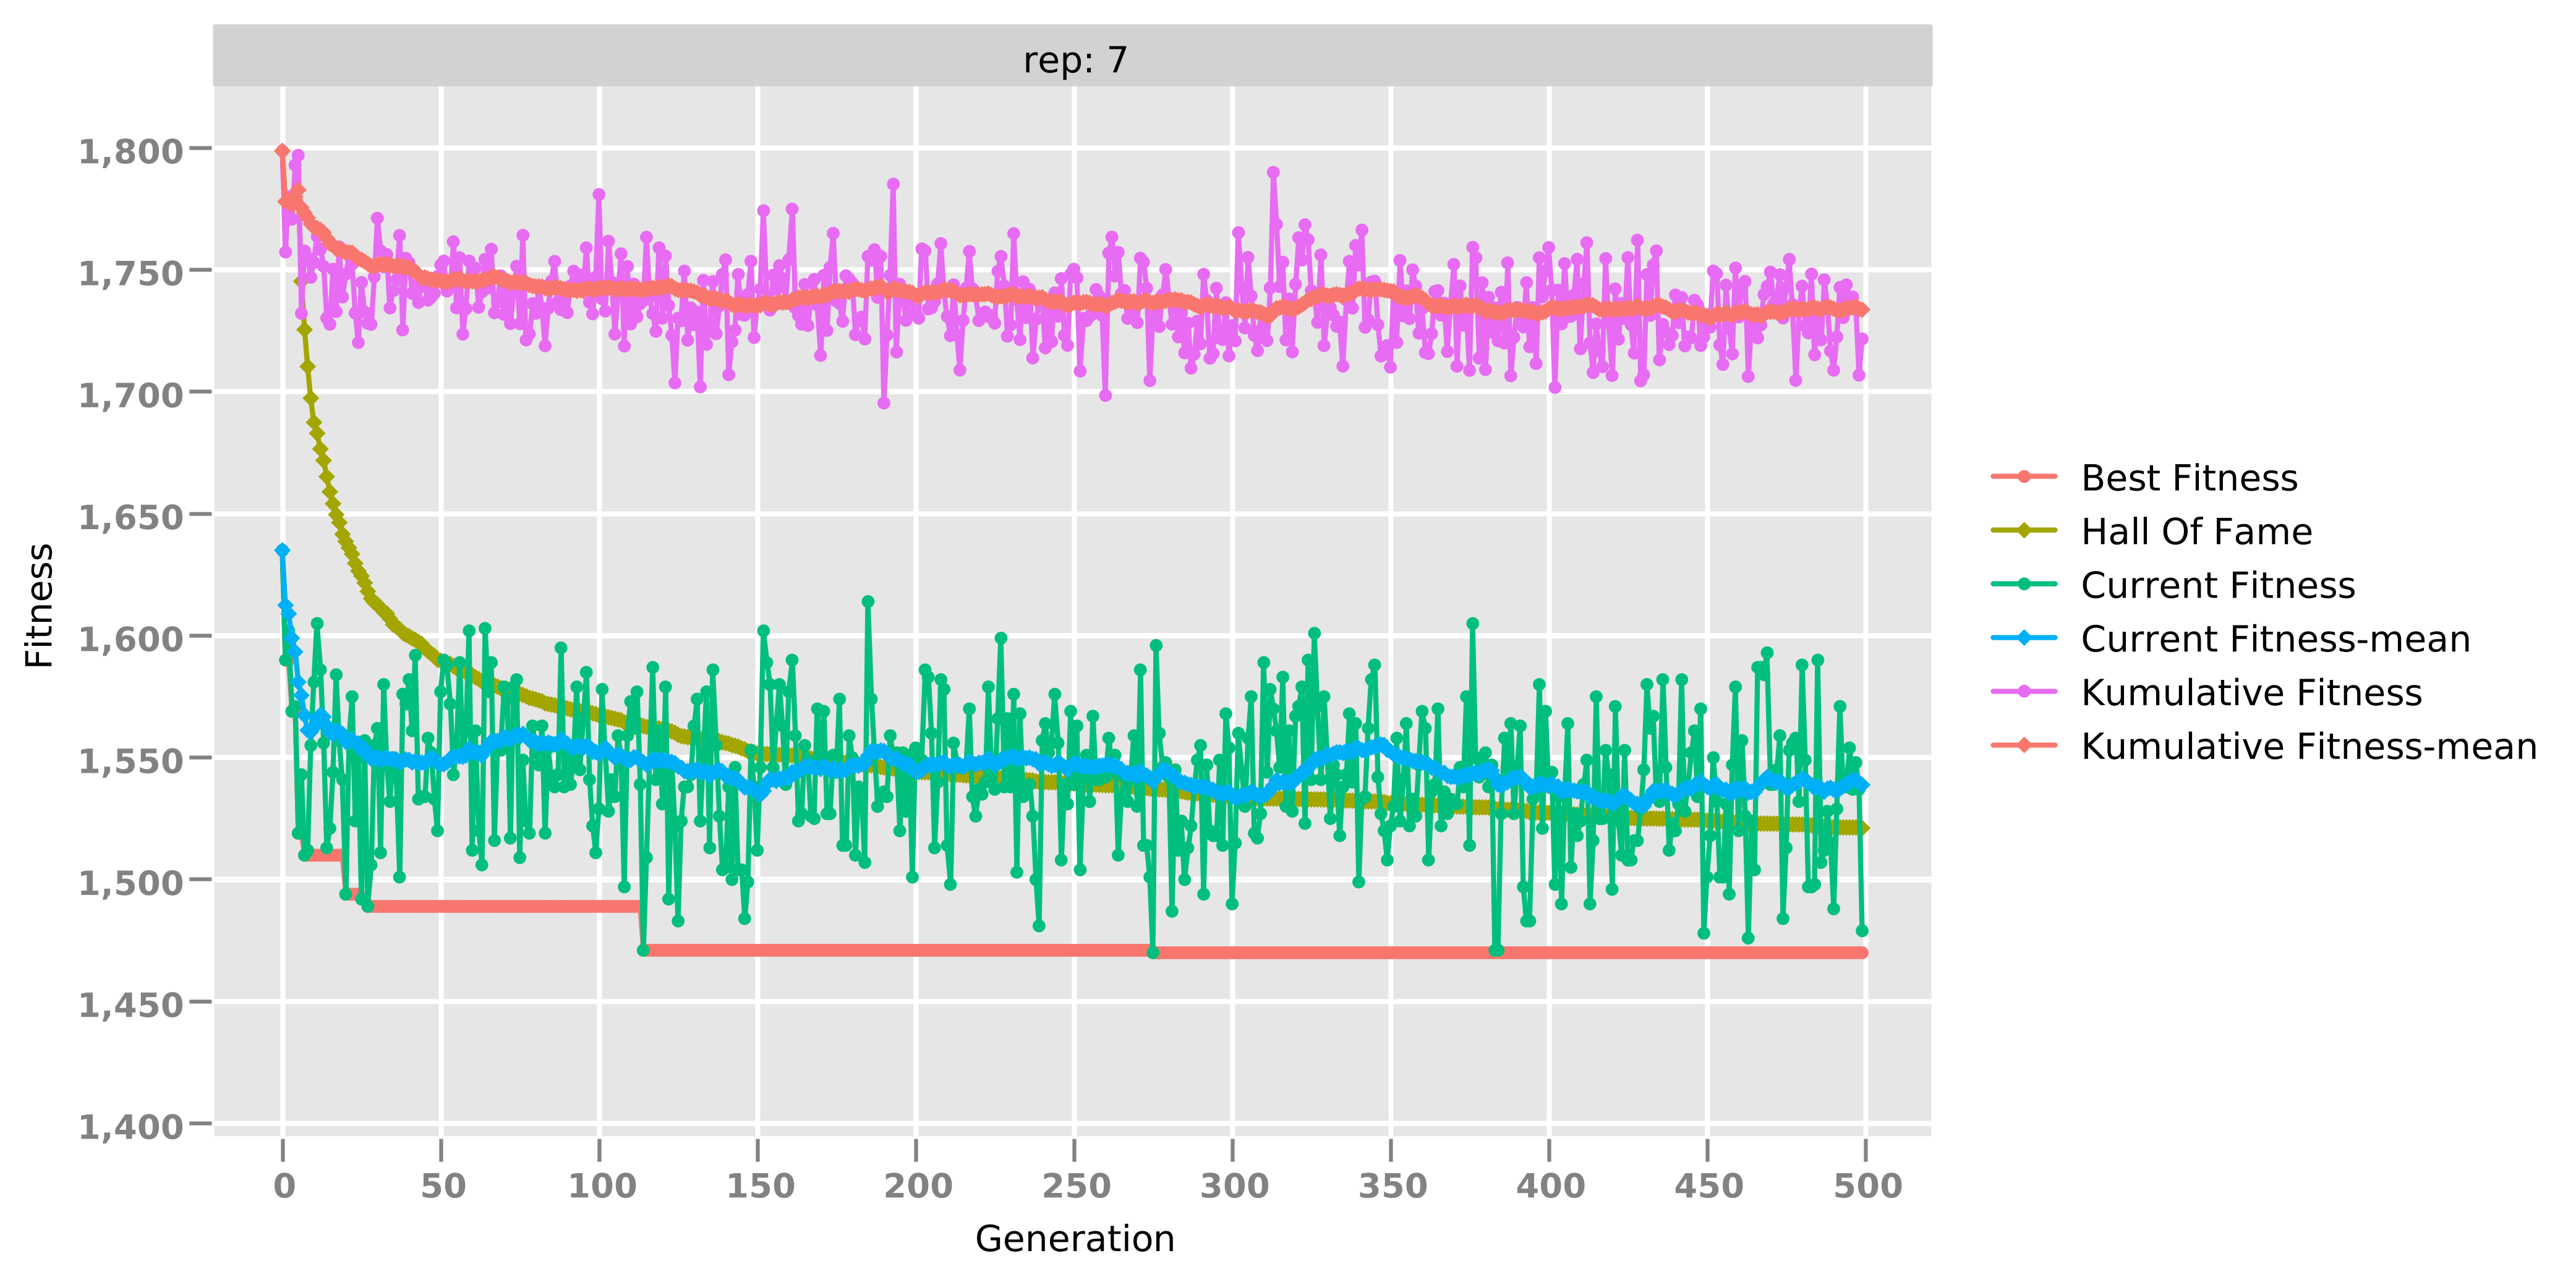 rep: 7
1,800
1,750
1,700
1,650
1,600
1,550
1,500
1,450
1,400
Fitness
0 50 100 150 200 250 300 350 400 450 500
Generation
Best Fitness
Hall Of Fame
Current Fitness
Current Fitness-mean
Kumulative Fitness
Kumulative Fitness-mean